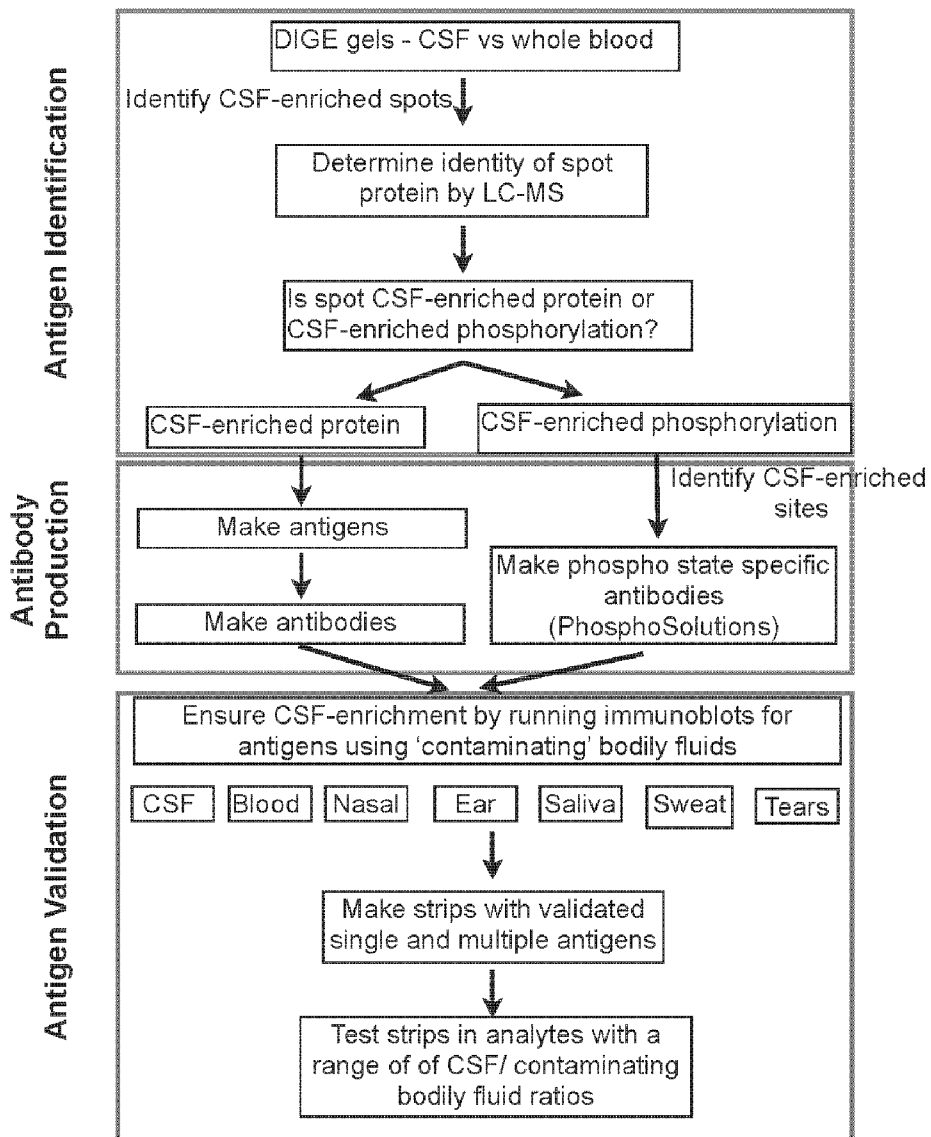 Antigen Identification
DIGE gels - CSF vs whole blood
Identify CSF-enriched spots
Determine identity of spot
protein by LC-MS
Is spot CSF-enriched protein or
CSF-enriched phosphorylation?
CSF-enriched protein
CSF-enriched phosphorylation
Antibody
Production
Identify CSF-enriched
sites
Make antigens
Make antibodies
Make phospho state specific
antibodies
(PhosphoSolutions)
Antigen Validation
Ensure CSF-enrichment by running immunoblots for
antigens using ‘contaminating’ bodily fluids
CSF
Blood
Nasal
Ear
Saliva
Sweat
Tears
Make strips with validated
single and multiple antigens
Test strips in analytes with a
range of of CSF/ contaminating
bodily fluid ratios